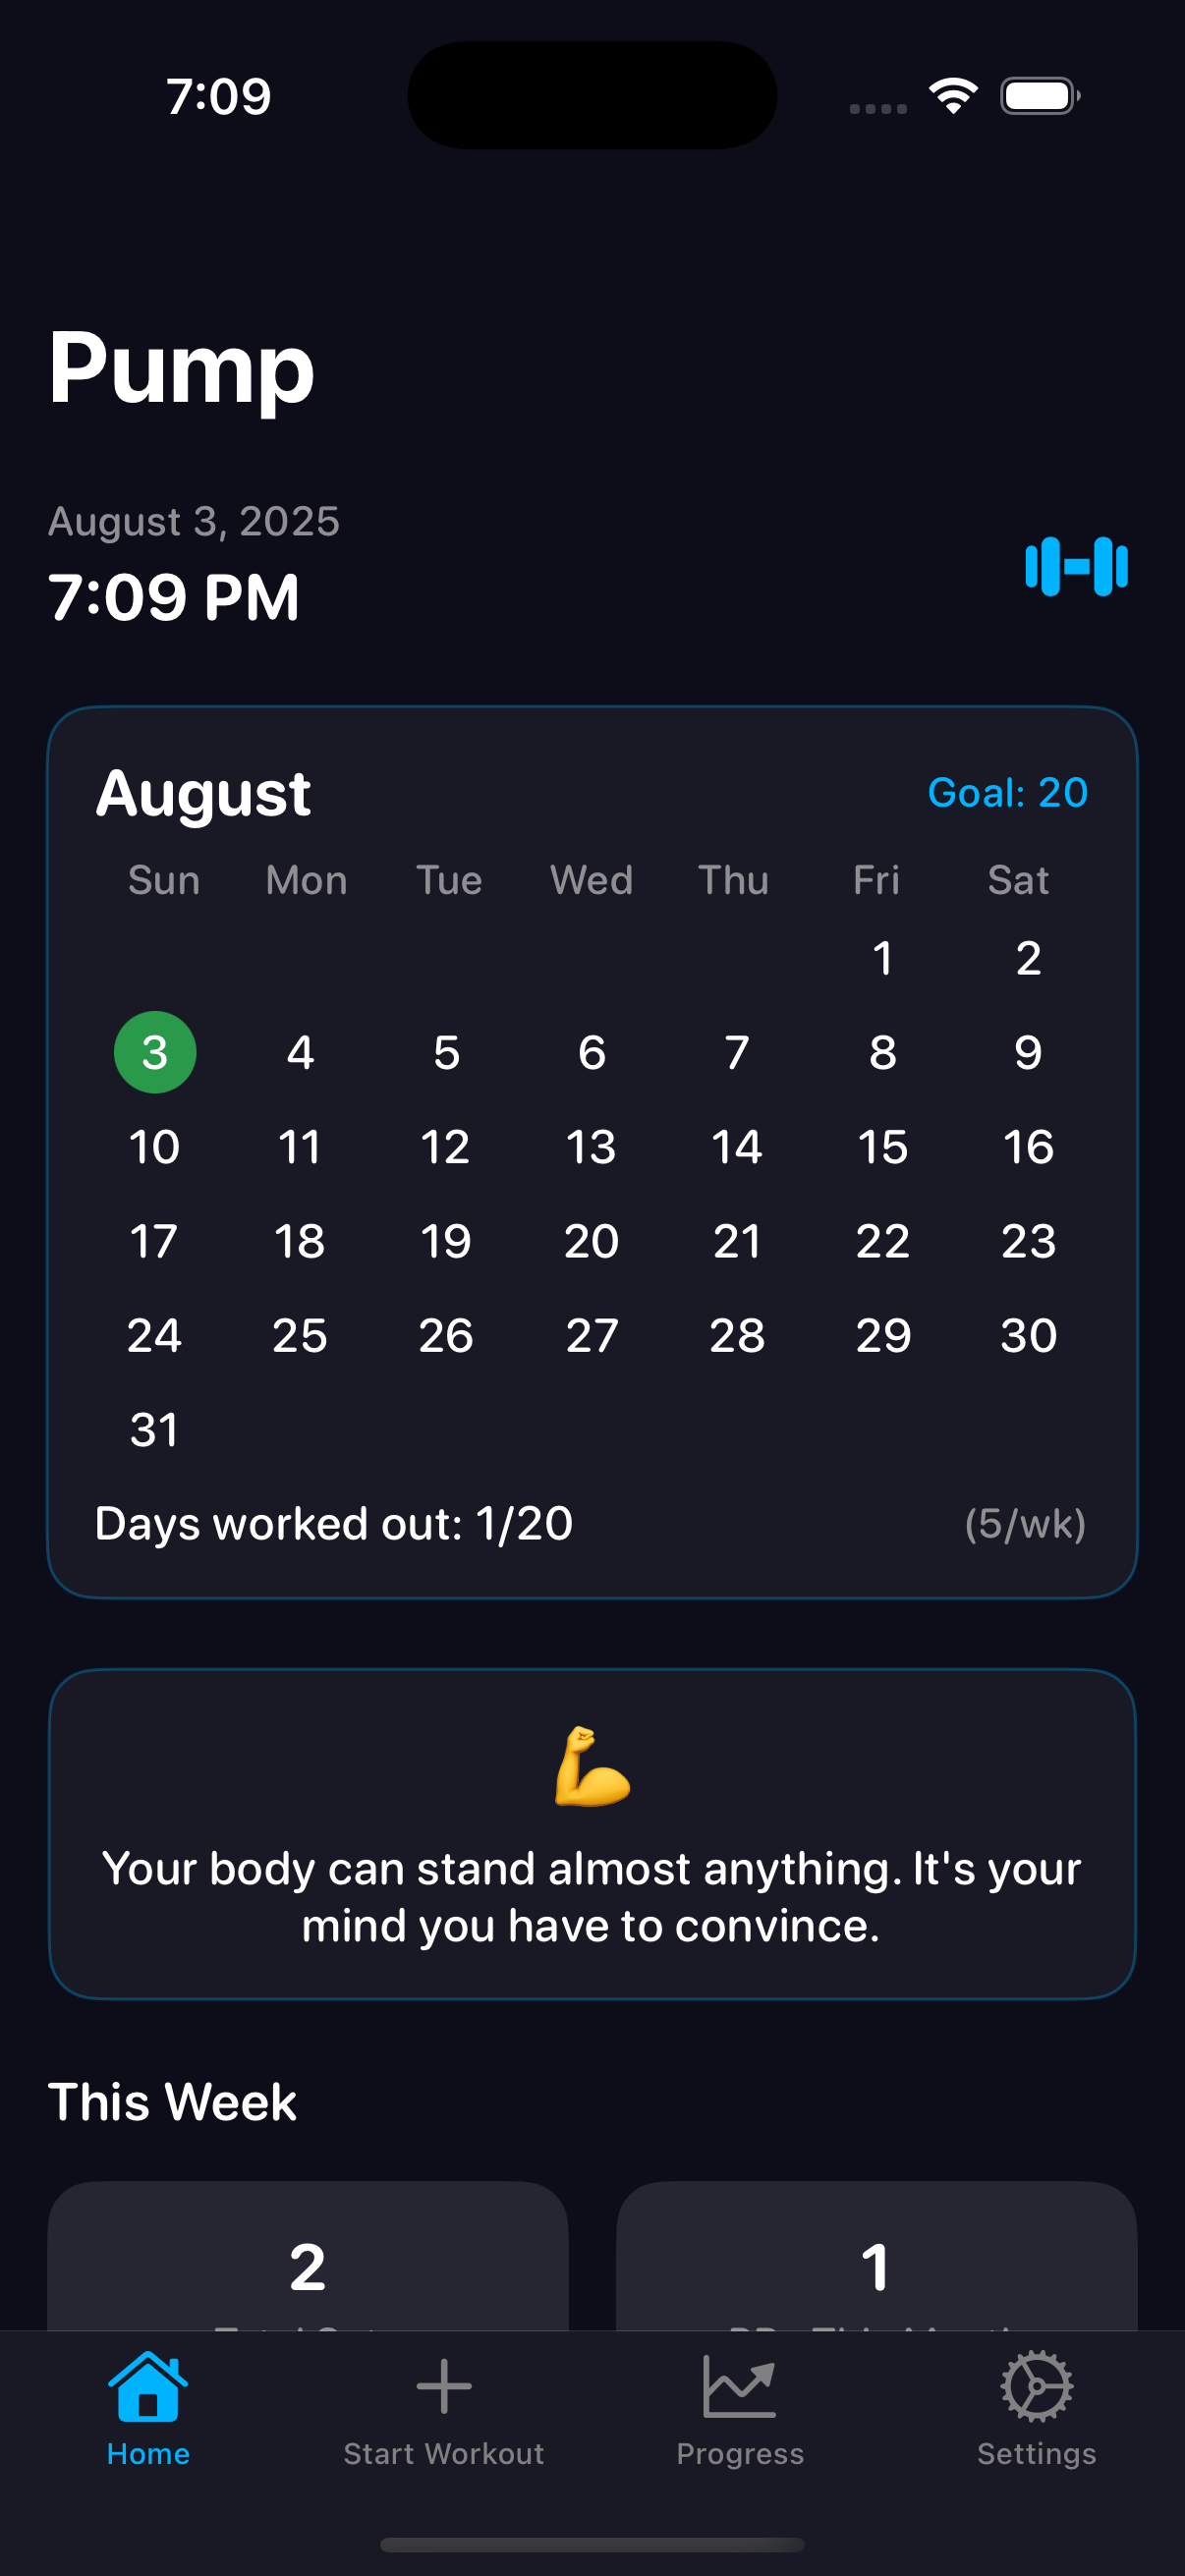 7:09
Pump
August 3, 2025
7:09 PM
August
Goal: 20
Sun Mon Tue Wed Thu Fri Sat
1 2
3 4 5 6 7 8 9
10 11 12 13 14 15 16
17 18 19 20 21 22 23
24 25 26 27 28 29 30
31
Days worked out: 1/20
(5/wk)
Your body can stand almost anything. It's your
mind you have to convince.
This Week
2
1
Home
Start Workout
Progress
Settings